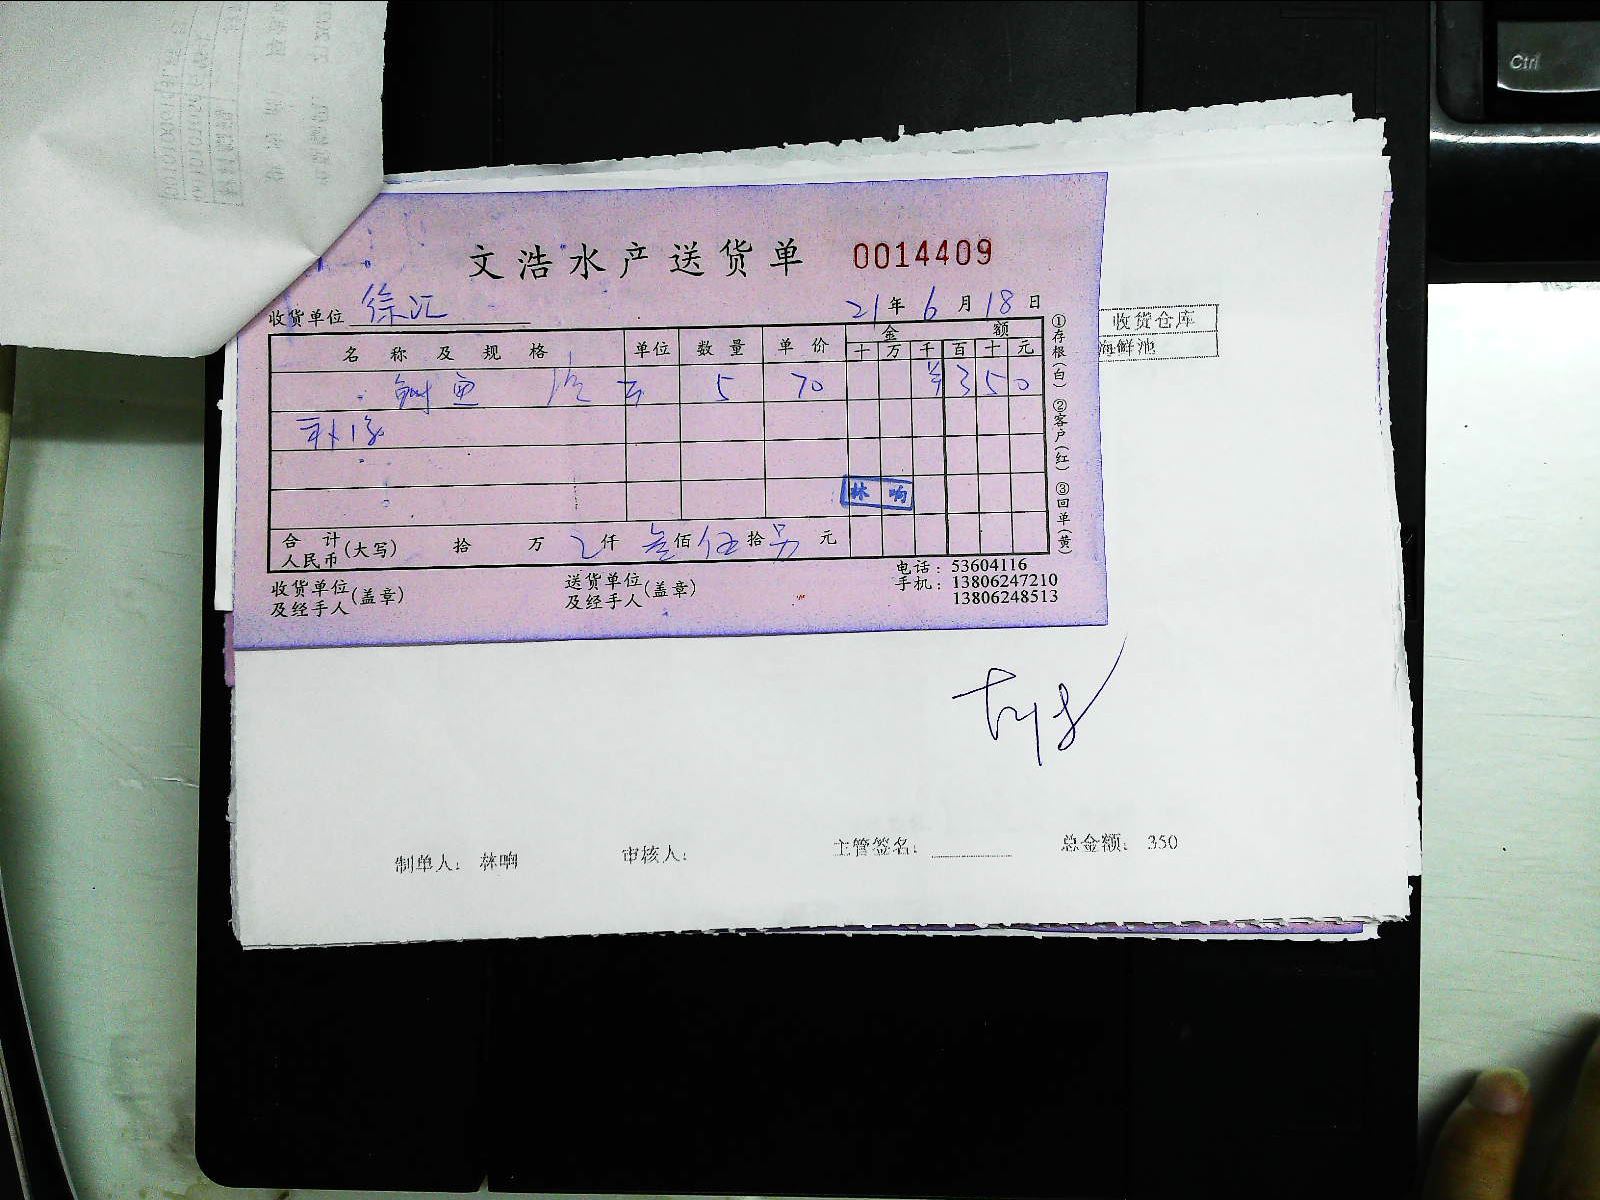 Ctrl
文浩水产送货单 0014409
收货单位 徐汇 21年6月18日
名称及规格 单位 数量 单价 金额
十 万 千 百 十 元
鱼 5 70 ¥350
林响
合计人民币(大写) 拾 万 仟 叁佰伍拾 元
收货单位及经手人(盖章) 送货单位及经手人(盖章)
电话：53604116
手机：13806247210
13806248513
①存根(白) ②客户(红) ③回单(黄)
收货仓库
海鲜池
制单人：林响 审核人： 主管签名： 总金额：350